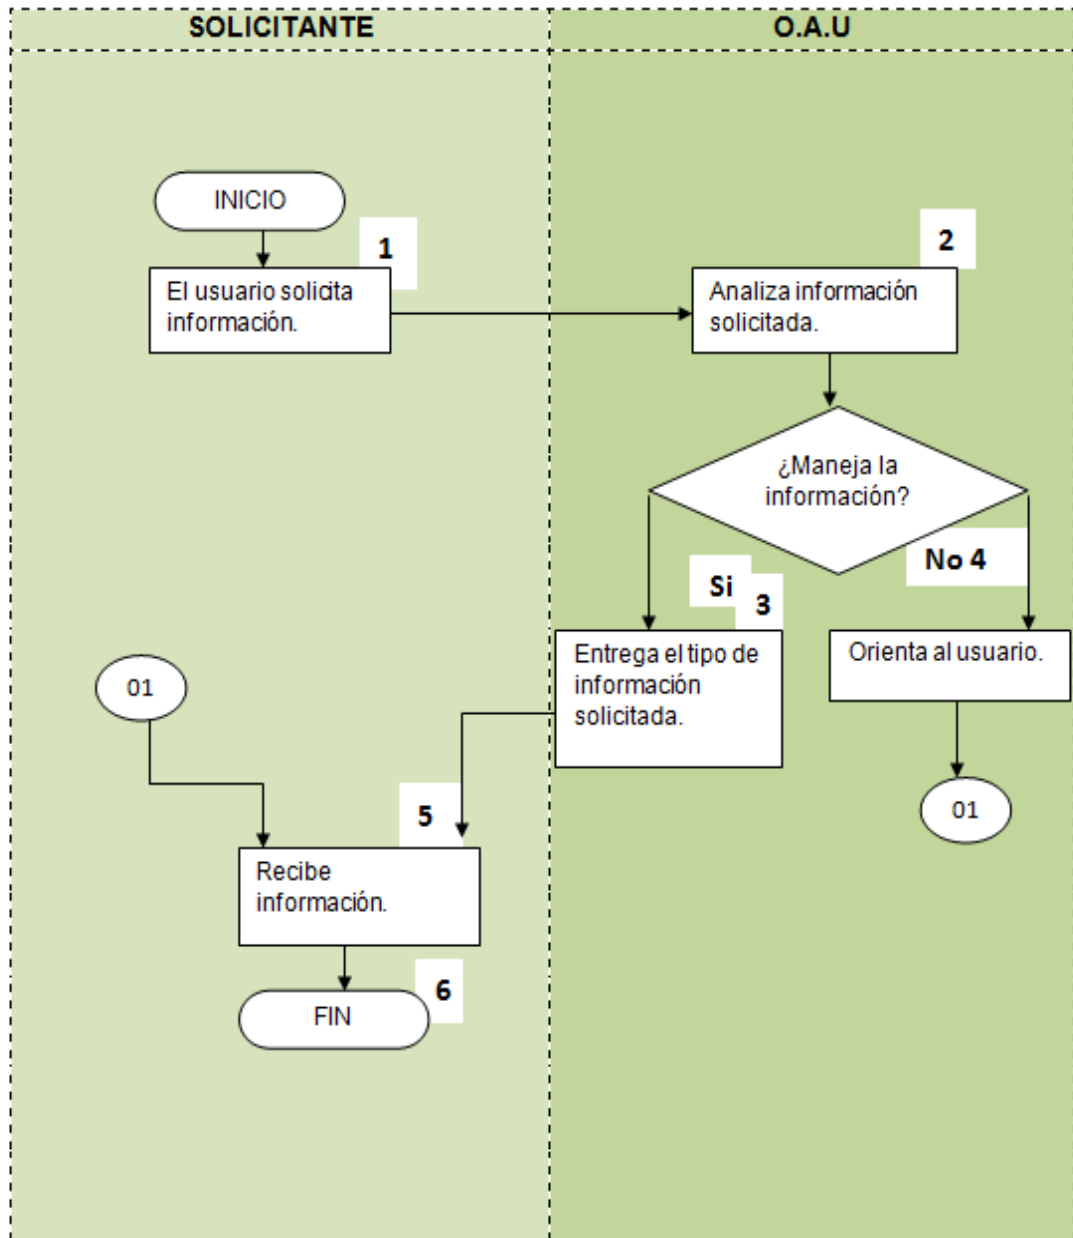 SOLICITANTE
O.A.U
INICIO
1
El usuario solicita
información.
2
Analiza información
solicitada.
¿Maneja la
información?
Si
3
No 4
Entrega el tipo de
información
solicitada.
Orienta al usuario.
01
01
5
Recibe
información.
6
FIN